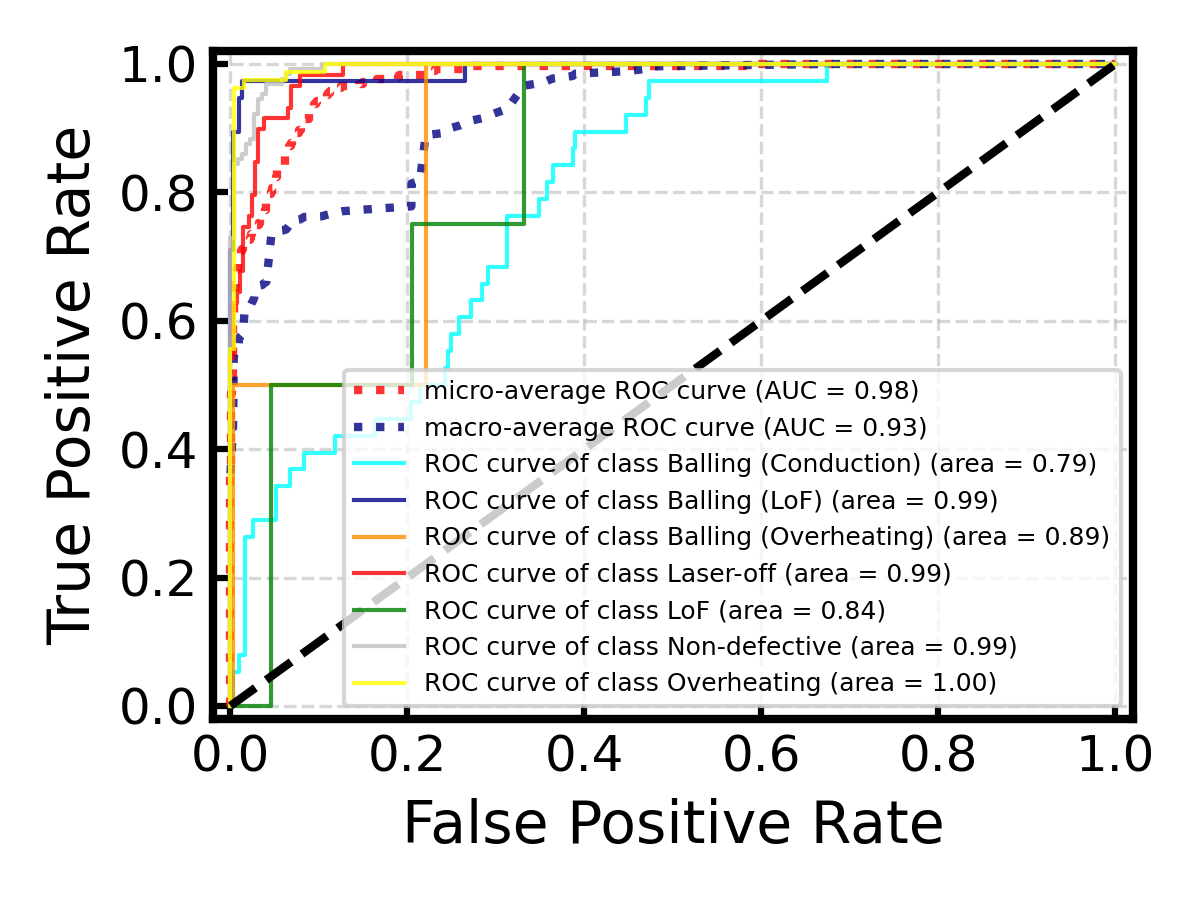 True Positive Rate
1.0
0.8
0.6
0.4
0.2
0.0
micro-average ROC curve (AUC = 0.98)
macro-average ROC curve (AUC = 0.93)
ROC curve of class Balling (Conduction) (area = 0.79)
ROC curve of class Balling (LoF) (area = 0.99)
ROC curve of class Balling (Overheating) (area = 0.89)
ROC curve of class Laser-off (area = 0.99)
ROC curve of class LoF (area = 0.84)
ROC curve of class Non-defective (area = 0.99)
ROC curve of class Overheating (area = 1.00)
0.0 0.2 0.4 0.6 0.8 1.0
False Positive Rate